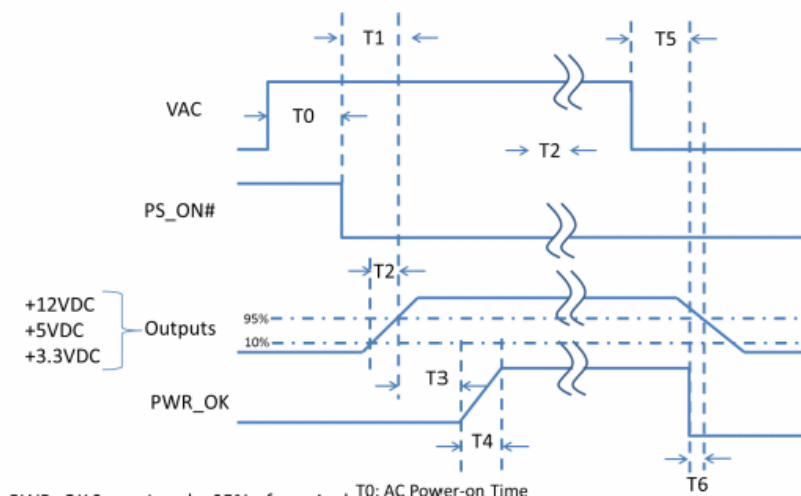 T1
T5
VAC
T0
T2
PS_ON#
T2
+12VDC
+5VDC
+3.3VDC
Outputs
95%
10%
T3
PWR_OK
T4
T0: AC Power-on Time
T6